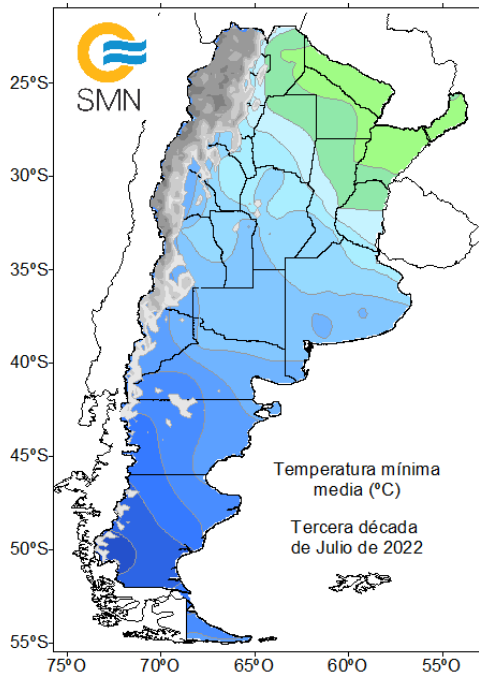 SMN
25ºS
30ºS
35ºS
40ºS
45ºS
50ºS
55ºS
Temperatura mínima
media (ºC)
Tercera década
de Julio de 2022
75ºO
70ºO
65ºO
60ºO
55ºO